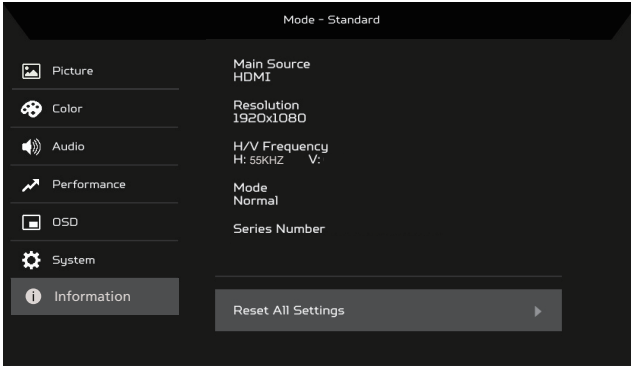 Mode - Standard
Picture
Color
Audio
Performance
OSD
System
Information
Main Source
HDMI
Resolution
1920x1080
H/V Frequency
H: 55KHZ V:
Mode
Normal
Series Number
Reset All Settings